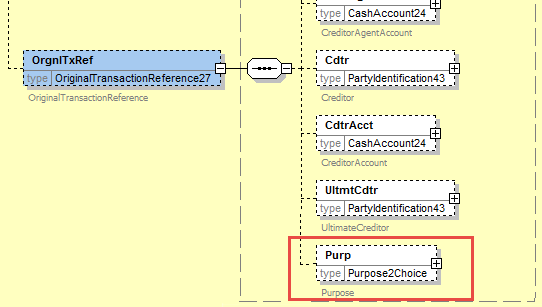 type CashAccount24
CreditorAgentAccount
OrgnlTxRef
type OriginalTransactionReference27
OriginalTransactionReference
Cdtr
type PartyIdentification43
Creditor
CdtrAcct
type CashAccount24
CreditorAccount
UltmtCdtr
type PartyIdentification43
UltimateCreditor
Purp
type Purpose2Choice
Purpose